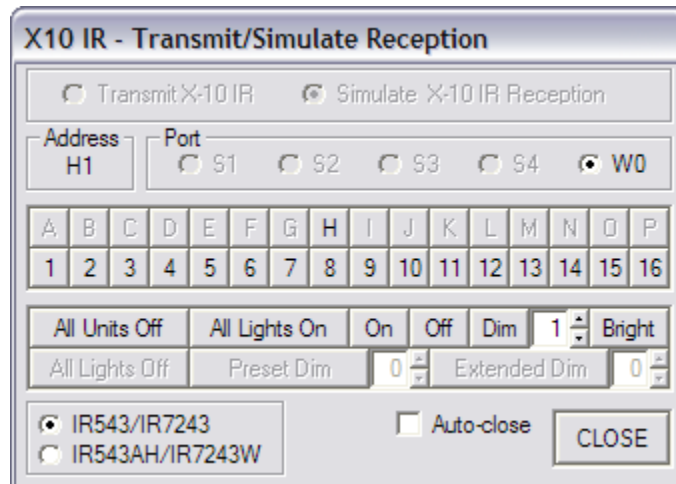 X10 IR - Transmit/Simulate Reception
Transmit X-10 IR Simulate X-10 IR Reception
Address Port
H1 S1 S2 S3 S4 W0
A B C D E F G H I J K L M N O P
1 2 3 4 5 6 7 8 9 10 11 12 13 14 15 16
All Units Off All Lights On On Off Dim 1 Bright
All Lights Off Preset Dim 0 Extended Dim 0
IR543/IR7243 Auto-close CLOSE
IR543AH/IR7243W